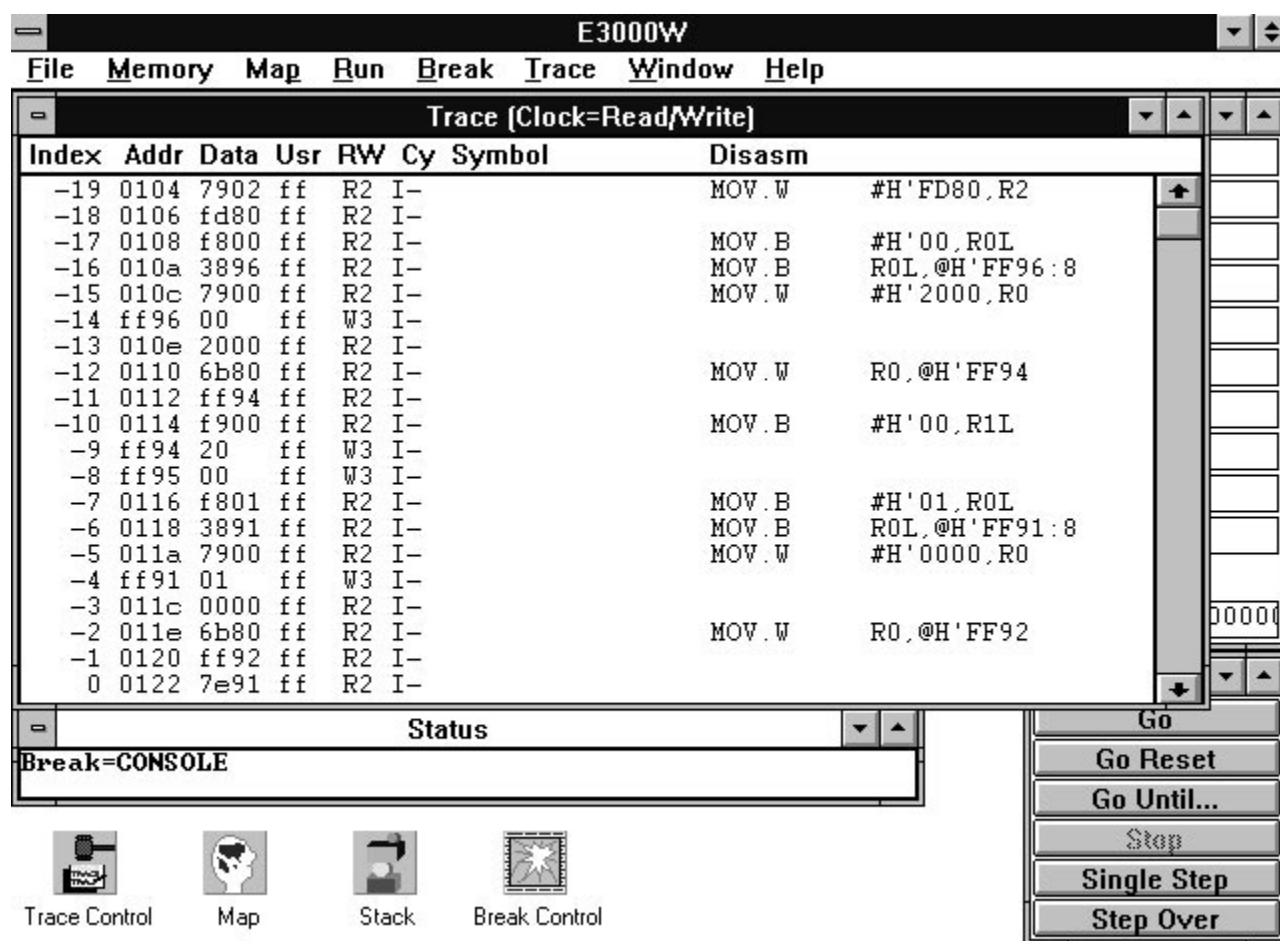 E3000W
File Memory Map Run Break Trace Window Help
Trace (Clock=Read/Write)
Index Addr Data Usr RW Cy Symbol Disasm
-19 0104 7902 ff R2 I- MOV.W #H'FD80,R2
-18 0106 fd80 ff R2 I-
-17 0108 f800 ff R2 I- MOV.B #H'00,R0L
-16 010a 3896 ff R2 I- MOV.B R0L,@H'FF96:8
-15 010c 7900 ff R2 I- MOV.W #H'2000,R0
-14 ff96 00 ff W3 I-
-13 010e 2000 ff R2 I-
-12 0110 6b80 ff R2 I- MOV.W R0,@H'FF94
-11 0112 ff94 ff R2 I-
-10 0114 f900 ff R2 I- MOV.B #H'00,R1L
-9 ff94 20 ff W3 I-
-8 ff95 00 ff W3 I-
-7 0116 f801 ff R2 I- MOV.B #H'01,R0L
-6 0118 3891 ff R2 I- MOV.B R0L,@H'FF91:8
-5 011a 7900 ff R2 I- MOV.W #H'0000,R0
-4 ff91 01 ff W3 I-
-3 011c 0000 ff R2 I-
-2 011e 6b80 ff R2 I- MOV.W R0,@H'FF92
-1 0120 ff92 ff R2 I-
0 0122 7e91 ff R2 I-
Status
Break=CONSOLE
Go
Go Reset
Go Until...
Stop
Single Step
Step Over
Trace Control Map Stack Break Control